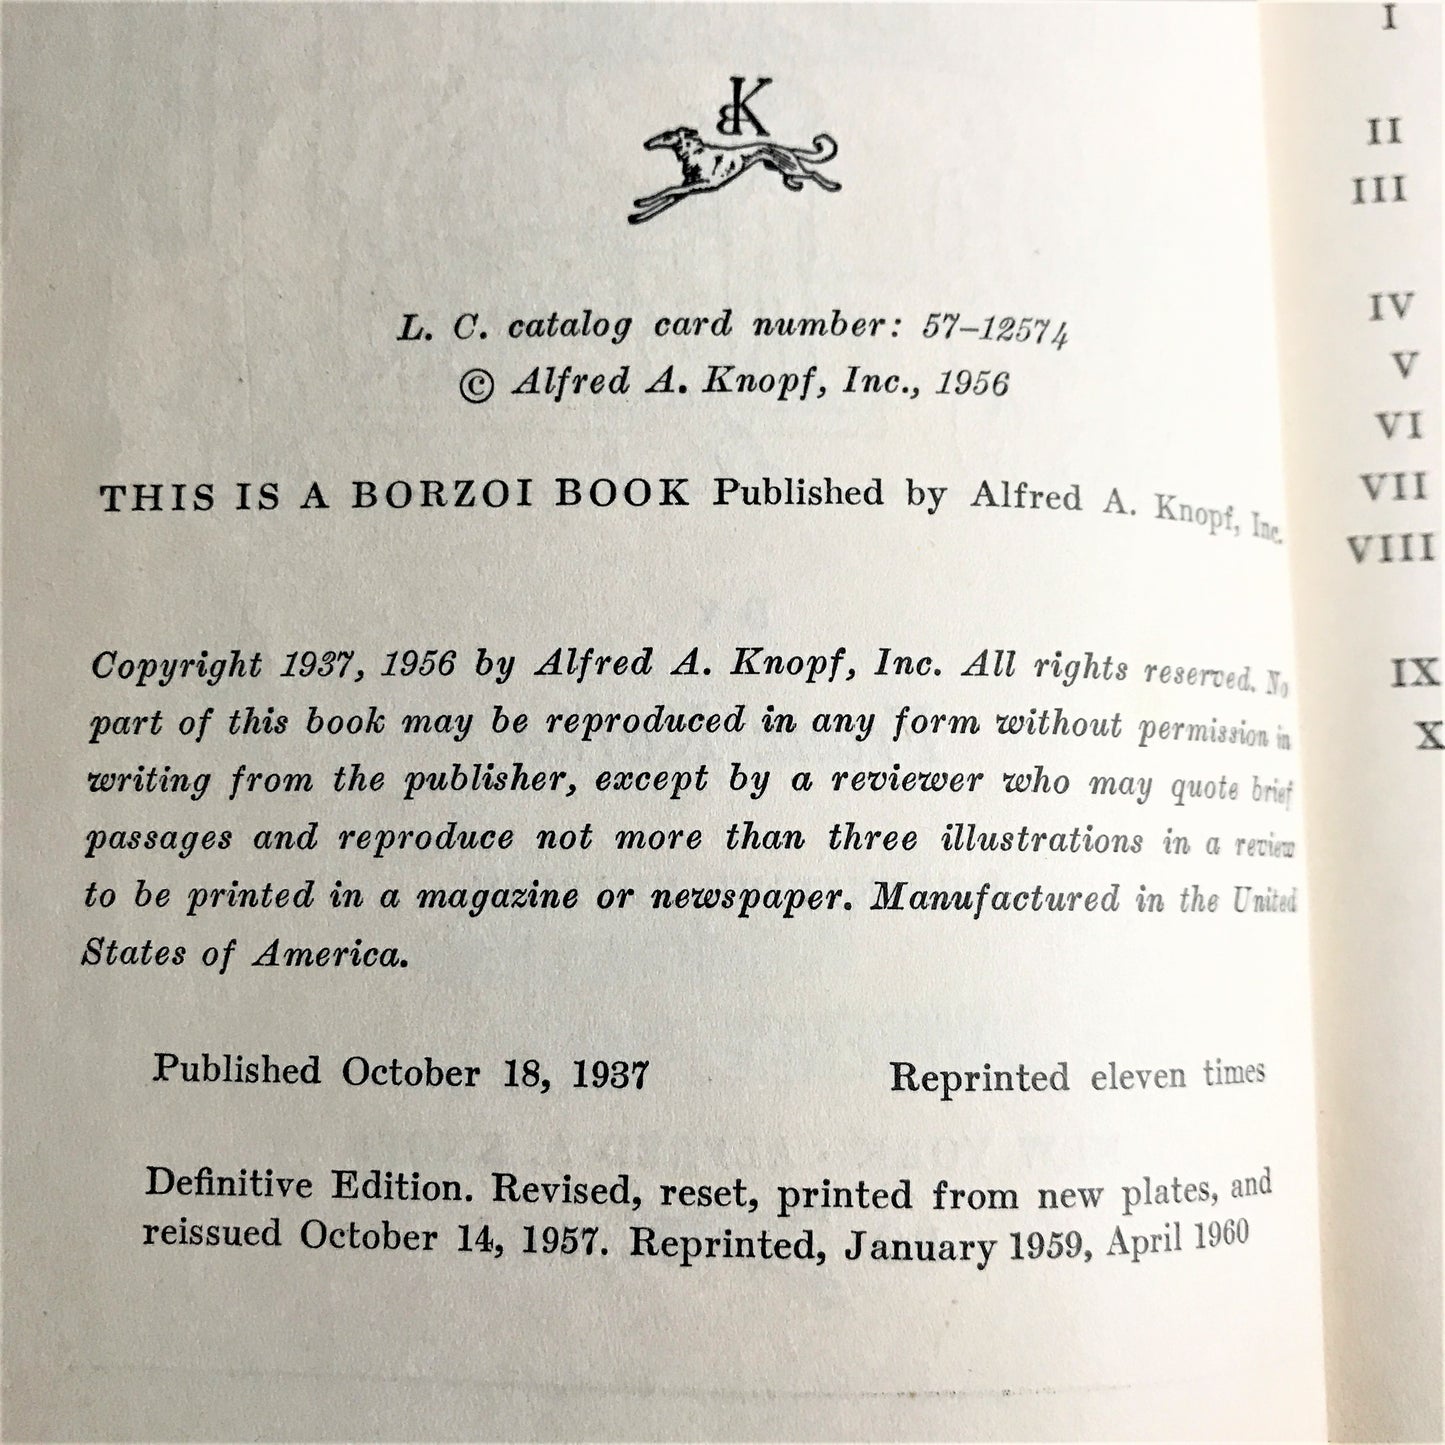 BK
L. C. catalog card number: 57–12574
© Alfred A. Knopf, Inc., 1956
THIS IS A BORZOI BOOK Published by Alfred A. Knopf, Inc.
Copyright 1937, 1956 by Alfred A. Knopf, Inc. All rights reserved. No
part of this book may be reproduced in any form without permission in
writing from the publisher, except by a reviewer who may quote brief
passages and reproduce not more than three illustrations in a review
to be printed in a magazine or newspaper. Manufactured in the United
States of America.
Published October 18, 1937 Reprinted eleven times
Definitive Edition. Revised, reset, printed from new plates, and
reissued October 14, 1957. Reprinted, January 1959, April 1960
I
II
III
IV
V
VI
VII
VIII
IX
X